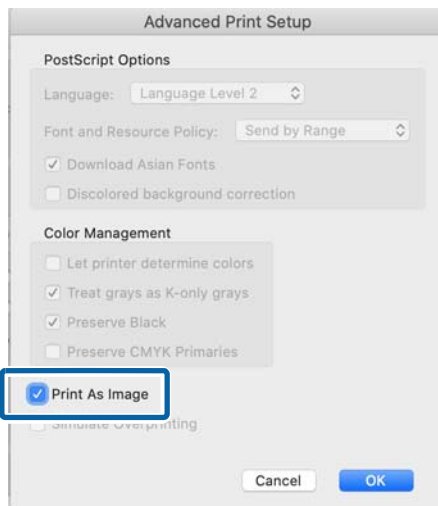 Advanced Print Setup
PostScript Options
Language: Language Level 2
Font and Resource Policy: Send by Range
Download Asian Fonts
Discolored background correction
Color Management
Let printer determine colors
Treat grays as K-only grays
Preserve Black
Preserve CMYK Primaries
Print As Image
Simulate Overprinting
Cancel OK